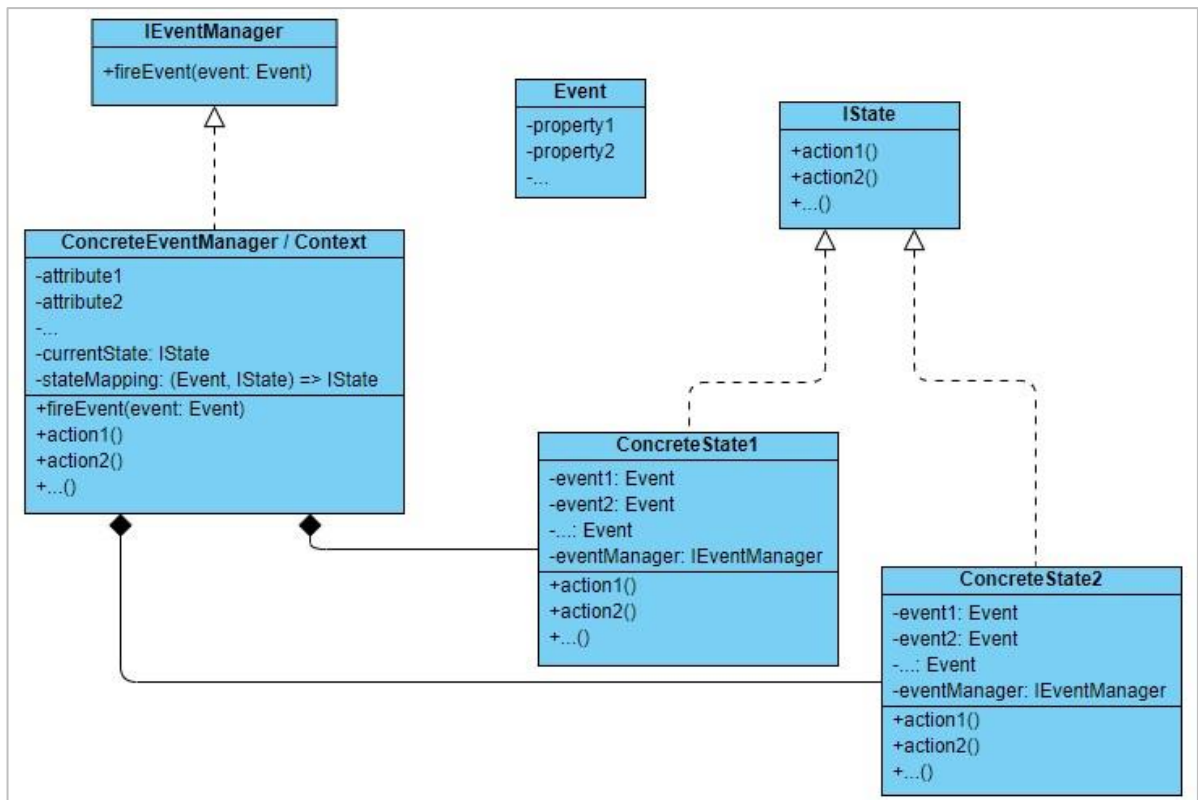 IEventManager
+fireEvent(event: Event)
Event
-property1
-property2
-...
IState
+action1()
+action2()
+...()
ConcreteEventManager / Context
-attribute1
-attribute2
-...
-currentState: IState
-stateMapping: (Event, IState) => IState
+fireEvent(event: Event)
+action1()
+action2()
+...()
ConcreteState1
-event1: Event
-event2: Event
-...: Event
-eventManager: IEventManager
+action1()
+action2()
+...()
ConcreteState2
-event1: Event
-event2: Event
-...: Event
-eventManager: IEventManager
+action1()
+action2()
+...()